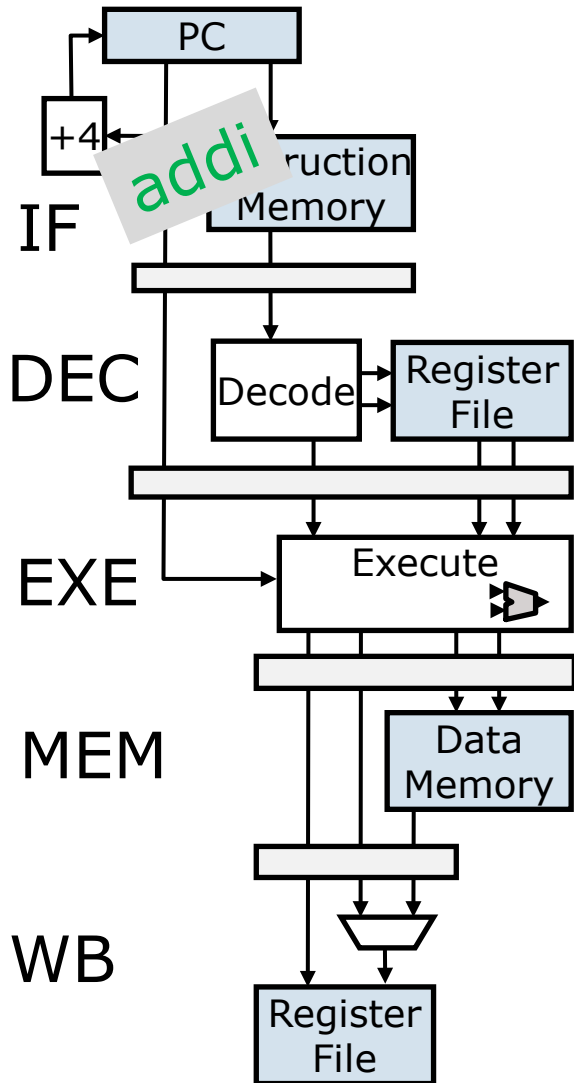 PC
+4
addi
ruction
Memory
IF
DEC
Decode
Register
File
EXE
Execute
MEM
Data
Memory
WB
Register
File